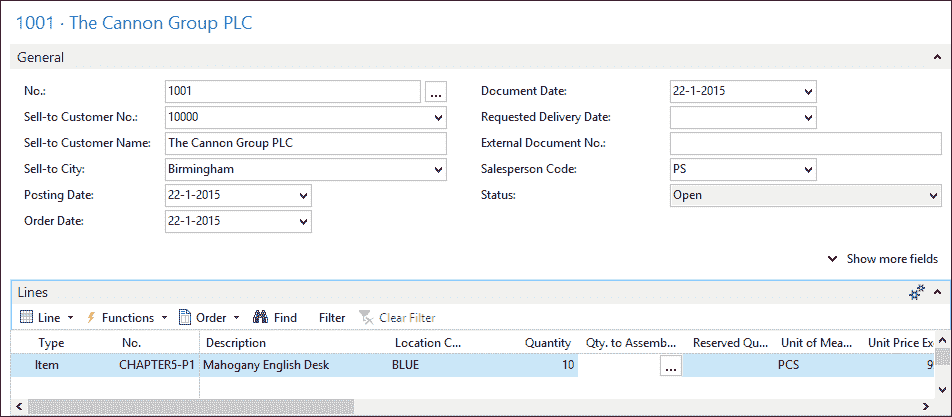 1001 · The Cannon Group PLC
General
No.: 1001 ...
Sell-to Customer No.: 10000
Sell-to Customer Name: The Cannon Group PLC
Sell-to City: Birmingham
Posting Date: 22-1-2015
Order Date: 22-1-2015
Document Date: 22-1-2015
Requested Delivery Date:
External Document No.:
Salesperson Code: PS
Status: Open
Show more fields
Lines
Line Functions Order Find Filter Clear Filter
Type No. Description Location C... Quantity Qty. to Assemb... Reserved Qu... Unit of Mea... Unit Price Ex
Item CHAPTER5-P1 Mahogany English Desk BLUE 10 ... PCS 9